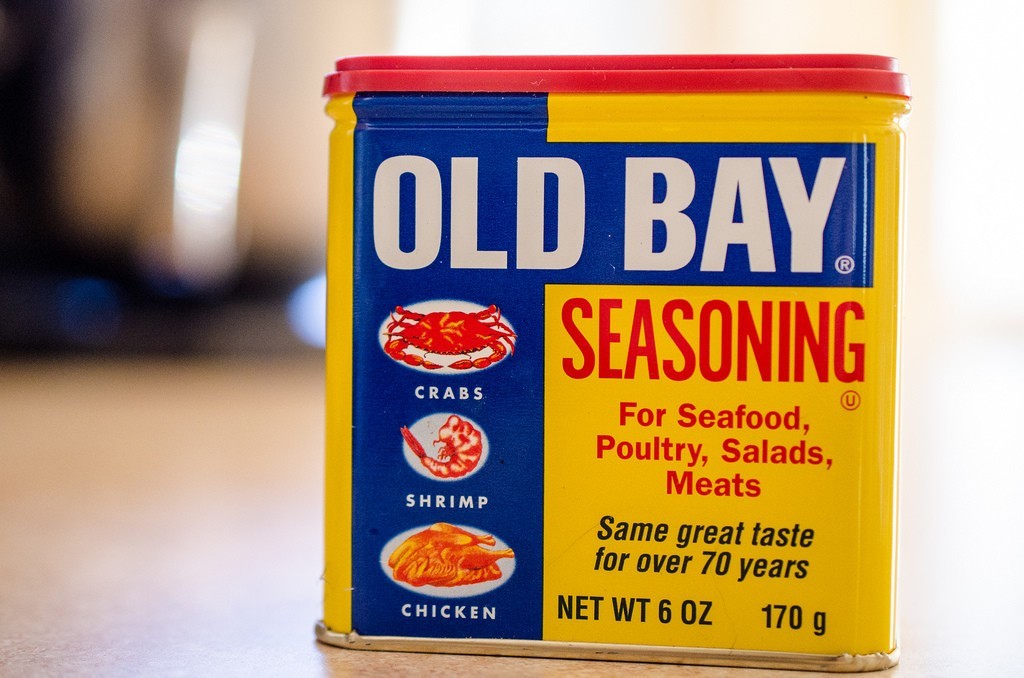 OLD BAY®
SEASONING
Ⓤ
For Seafood,
Poultry, Salads,
Meats
Same great taste
for over 70 years
NET WT 6 OZ 170 g
CRABS
SHRIMP
CHICKEN